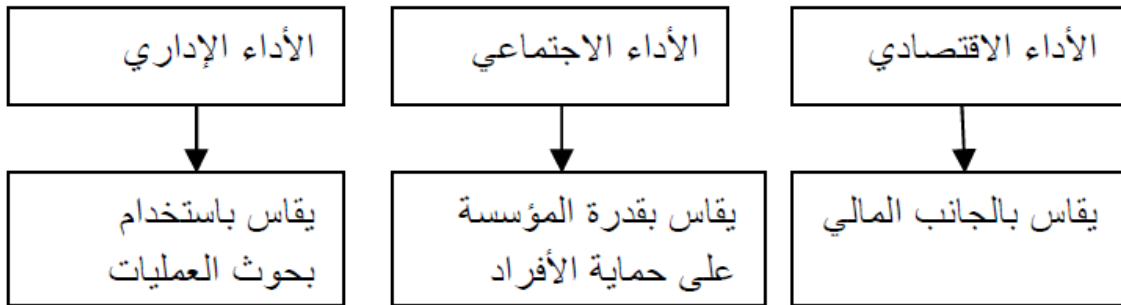 الأداء الاقتصادي
الأداء الاجتماعي
الأداء الإداري
يقاس بالجانب المالي
يقاس بقدرة المؤسسة
على حماية الأفراد
يقاس باستخدام
بحوث العمليات